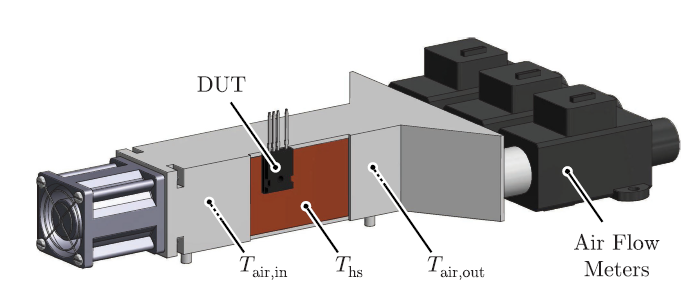 DUT
T_air,in
T_hs
T_air,out
Air Flow
Meters